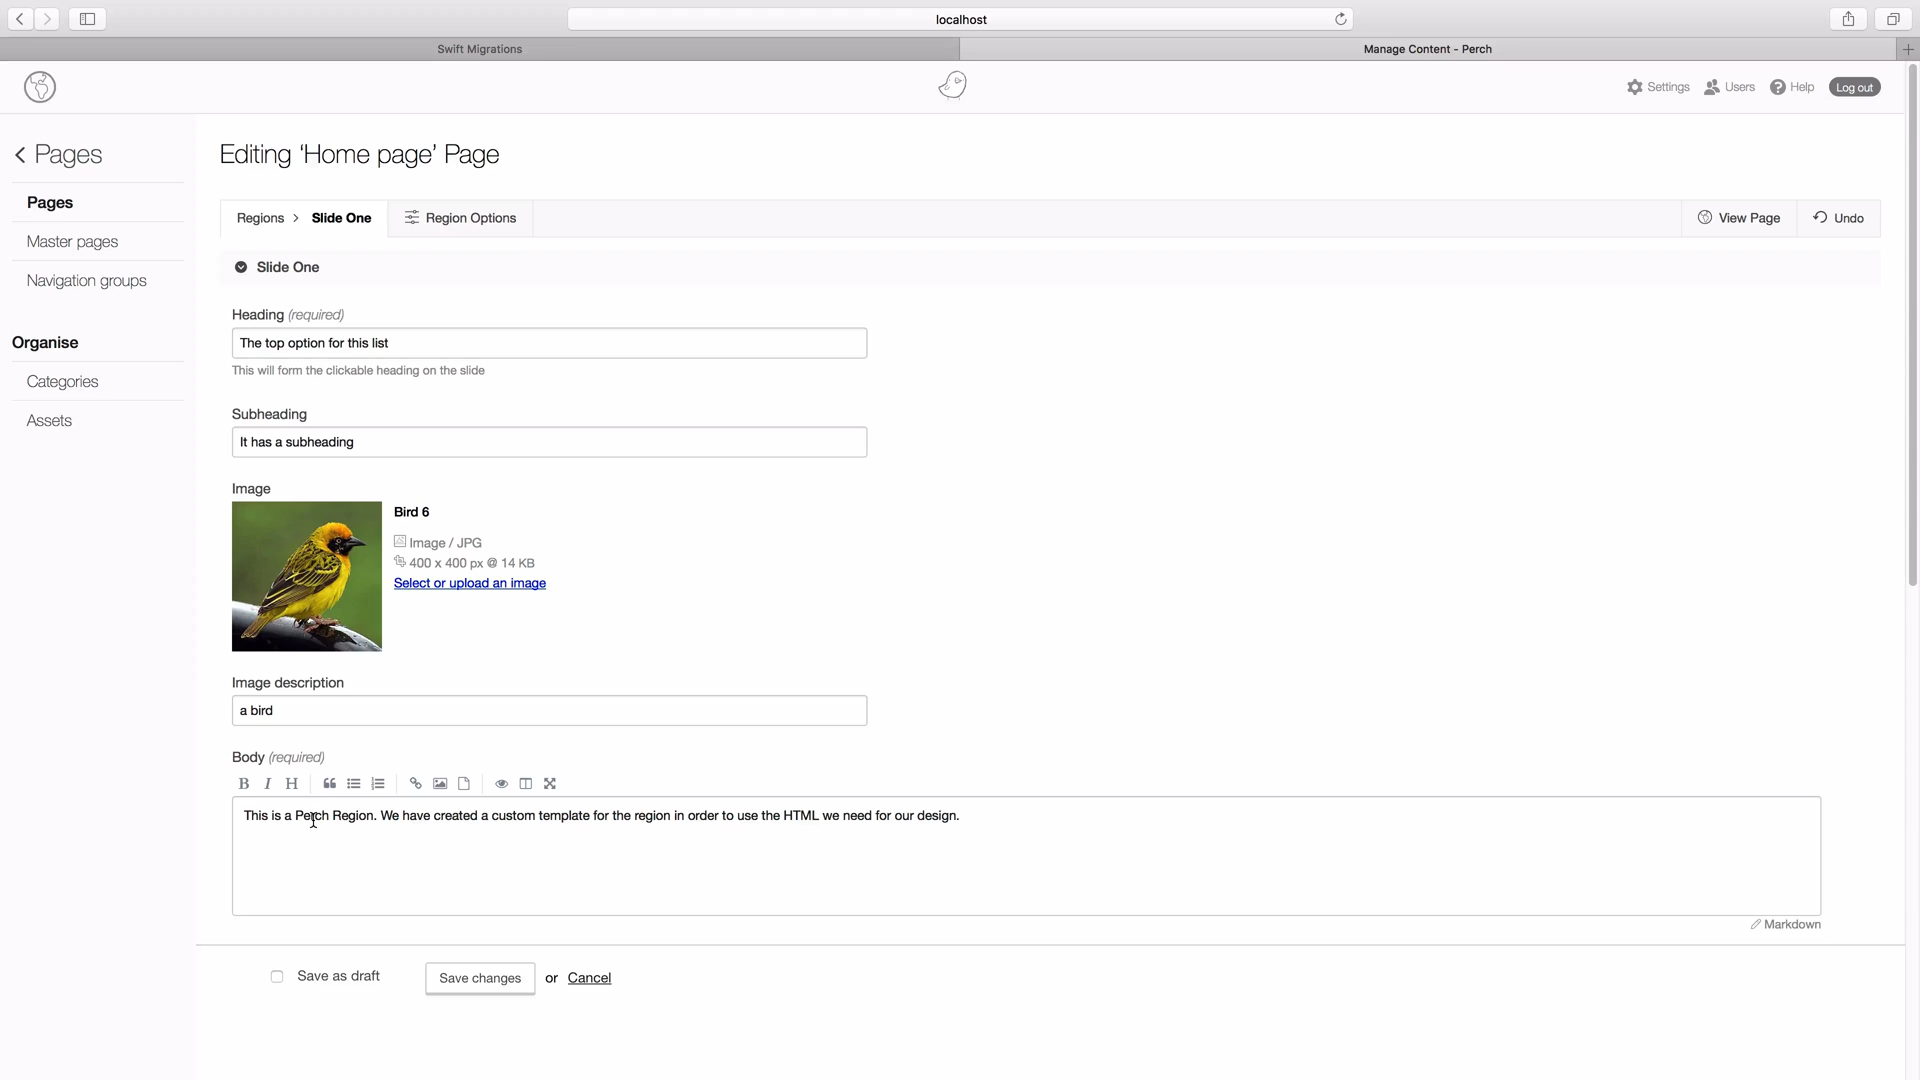 localhost
Swift Migrations
Manage Content - Perch
Settings
Users
Help
Log out
Pages
Pages
Master pages
Navigation groups
Organise
Categories
Assets
Editing ‘Home page’ Page
Regions > Slide One
Region Options
View Page
Undo
Slide One
Heading (required)
The top option for this list
This will form the clickable heading on the slide
Subheading
It has a subheading
Image
Bird 6
Image / JPG
400 x 400 px @ 14 KB
Select or upload an image
Image description
a bird
Body (required)
B I H
This is a Perch Region. We have created a custom template for the region in order to use the HTML we need for our design.
Markdown
Save as draft
Save changes or Cancel